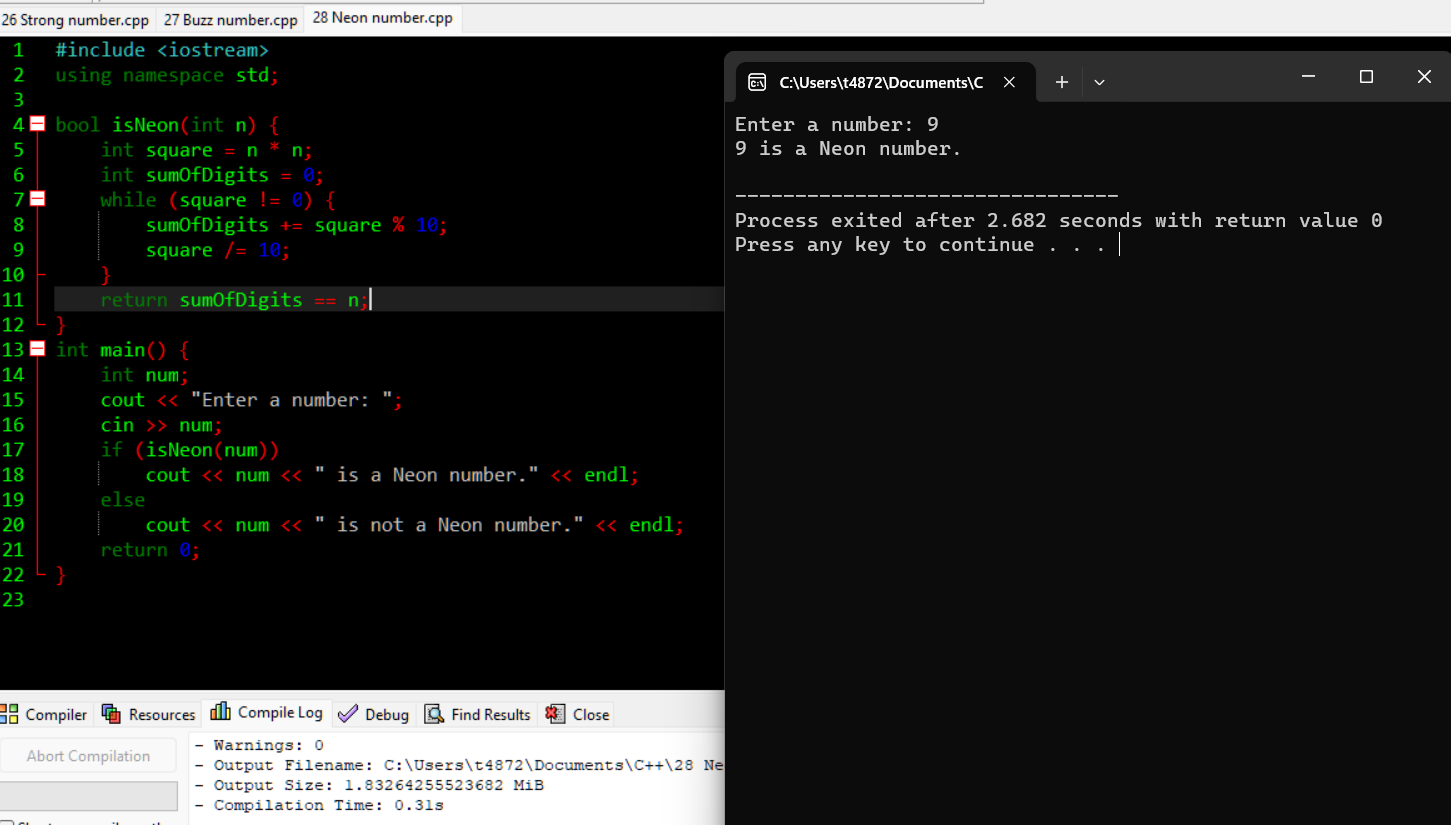 26 Strong number.cpp 27 Buzz number.cpp 28 Neon number.cpp
1 #include <iostream>
2 using namespace std;
3
4 bool isNeon(int n) {
5     int square = n * n;
6     int sumOfDigits = 0;
7     while (square != 0) {
8         sumOfDigits += square % 10;
9         square /= 10;
10     }
11     return sumOfDigits == n;
12 }
13 int main() {
14     int num;
15     cout << "Enter a number: ";
16     cin >> num;
17     if (isNeon(num))
18         cout << num << " is a Neon number." << endl;
19     else
20         cout << num << " is not a Neon number." << endl;
21     return 0;
22 }
23
C:\Users\t4872\Documents\C
Enter a number: 9
9 is a Neon number.
--------------------------------
Process exited after 2.682 seconds with return value 0
Press any key to continue . . .
Compiler Resources Compile Log Debug Find Results Close
Abort Compilation
- Warnings: 0
- Output Filename: C:\Users\t4872\Documents\C++\28 Ne
- Output Size: 1.83264255523682 MiB
- Compilation Time: 0.31s